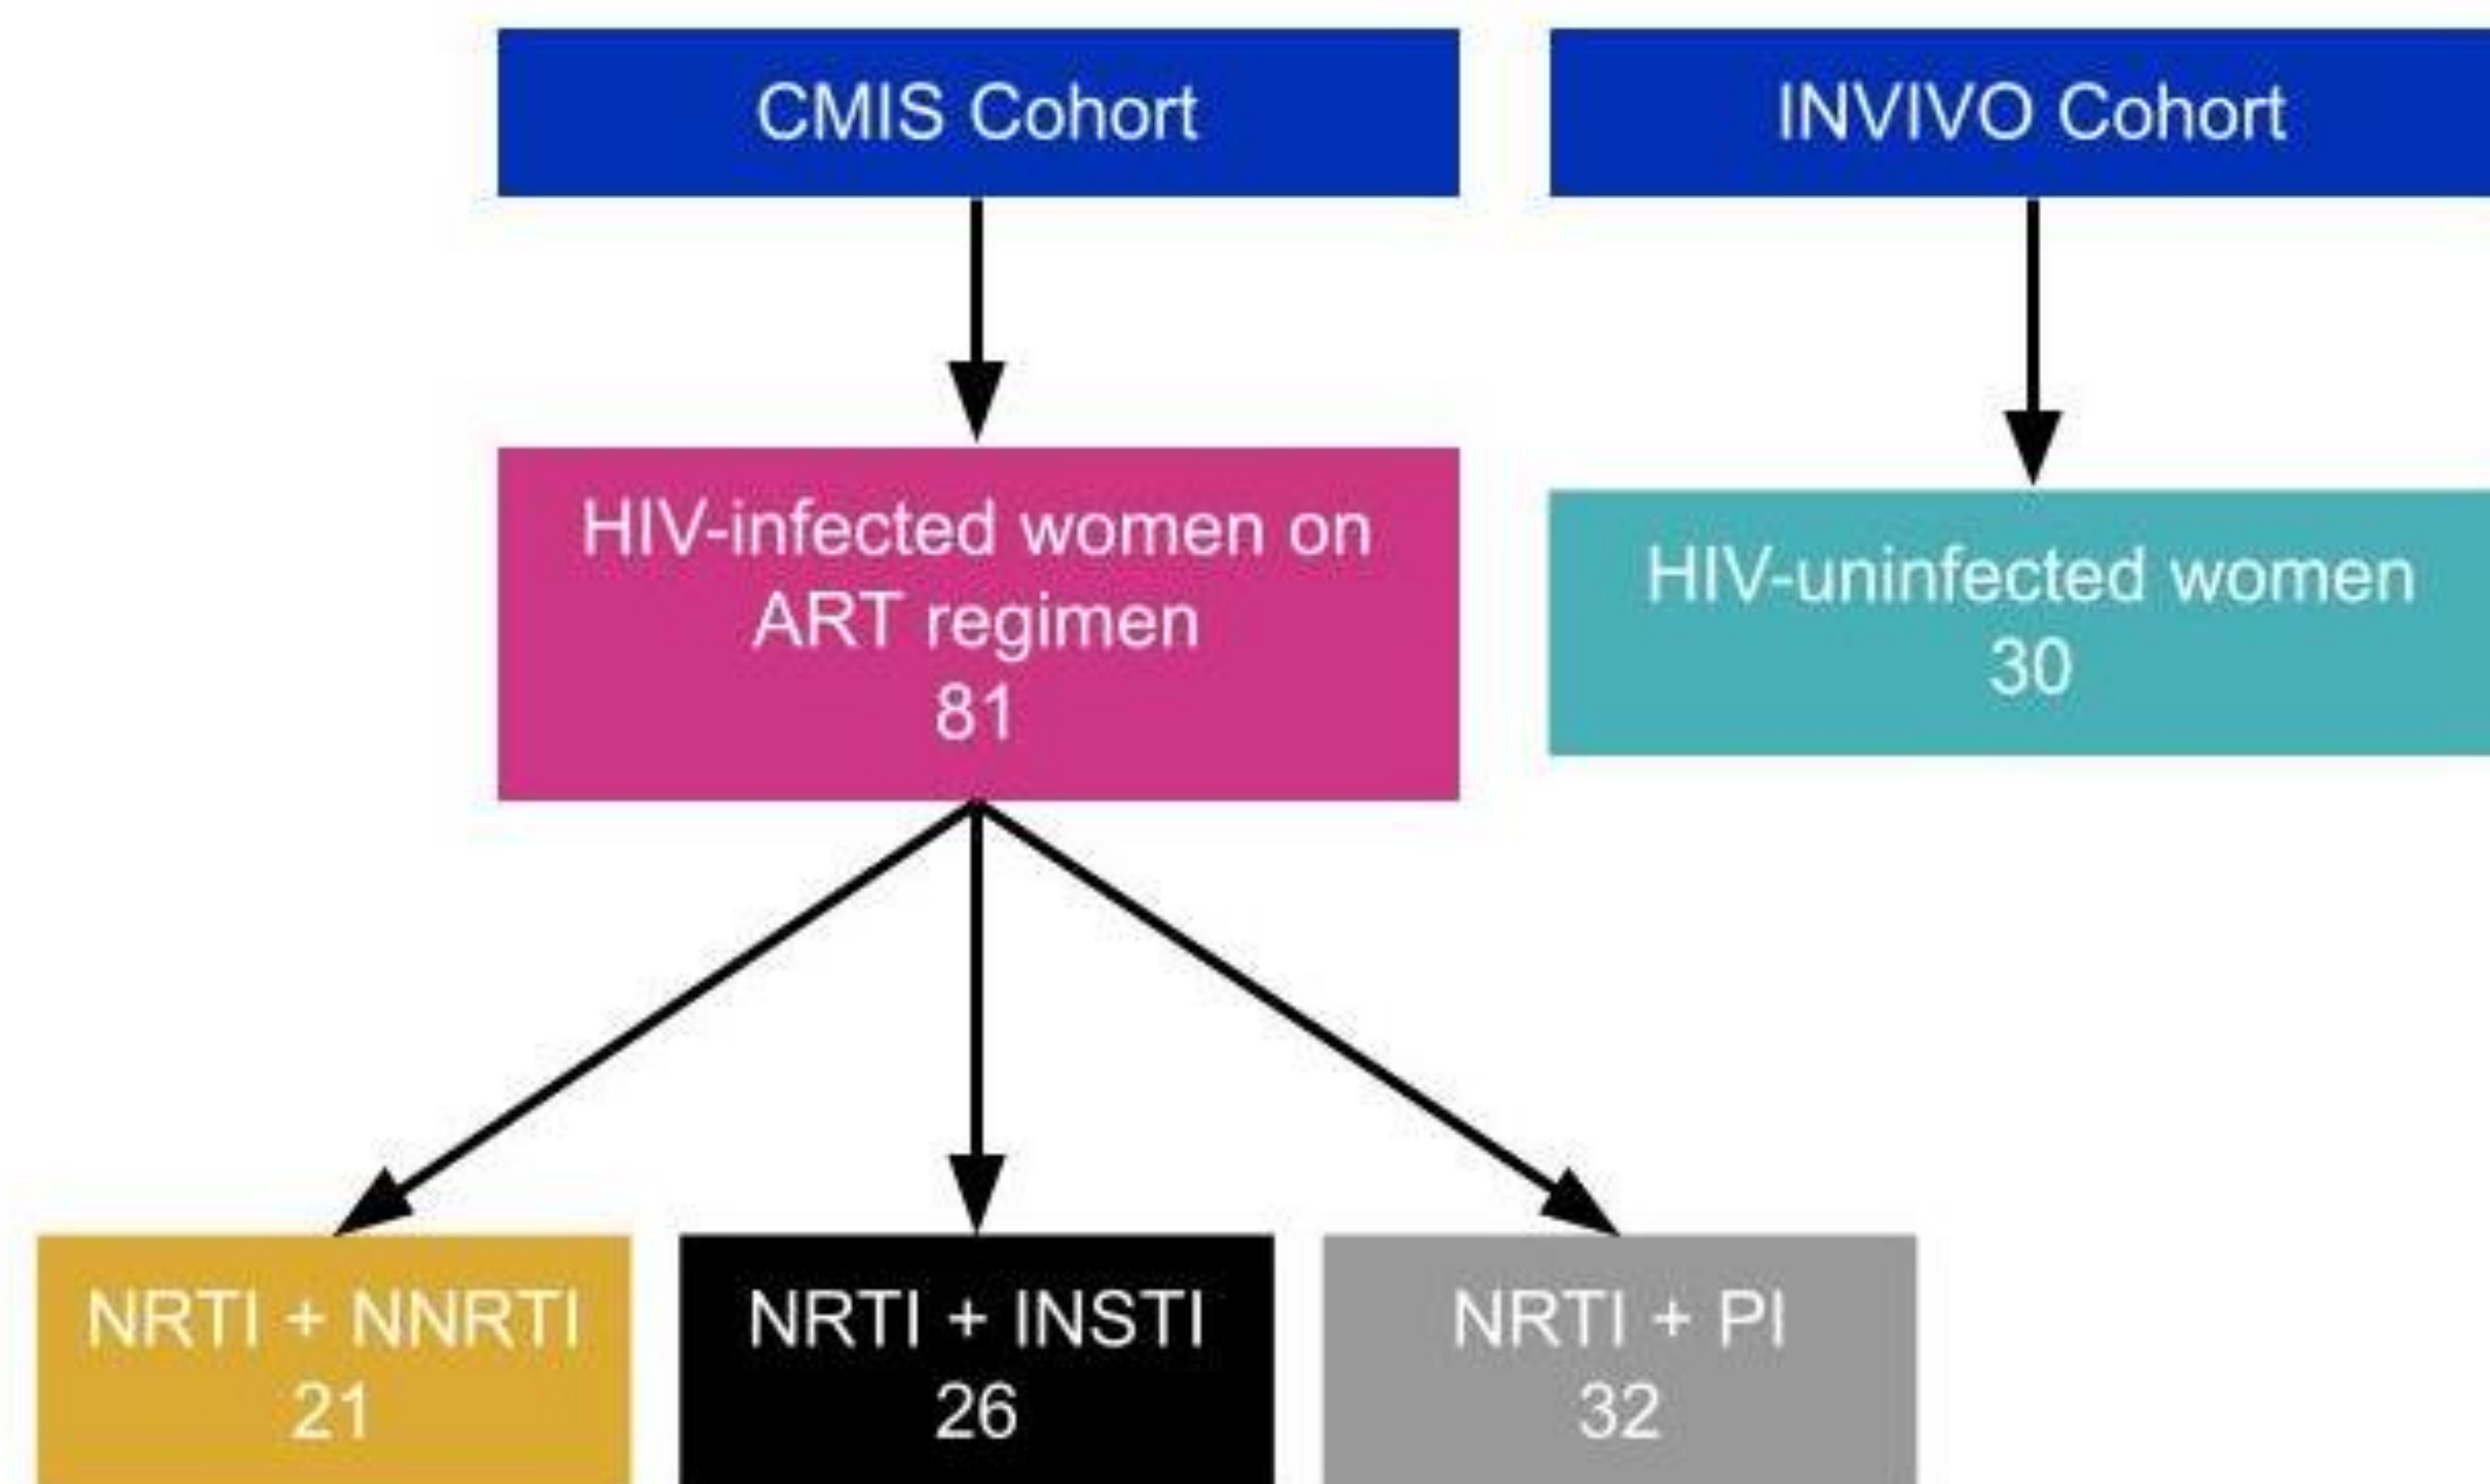 CMIS Cohort
INVIVO Cohort
HIV-infected women on
ART regimen
81
HIV-uninfected women
30
NRTI + NNRTI
21
NRTI + INSTI
26
NRTI + PI
32